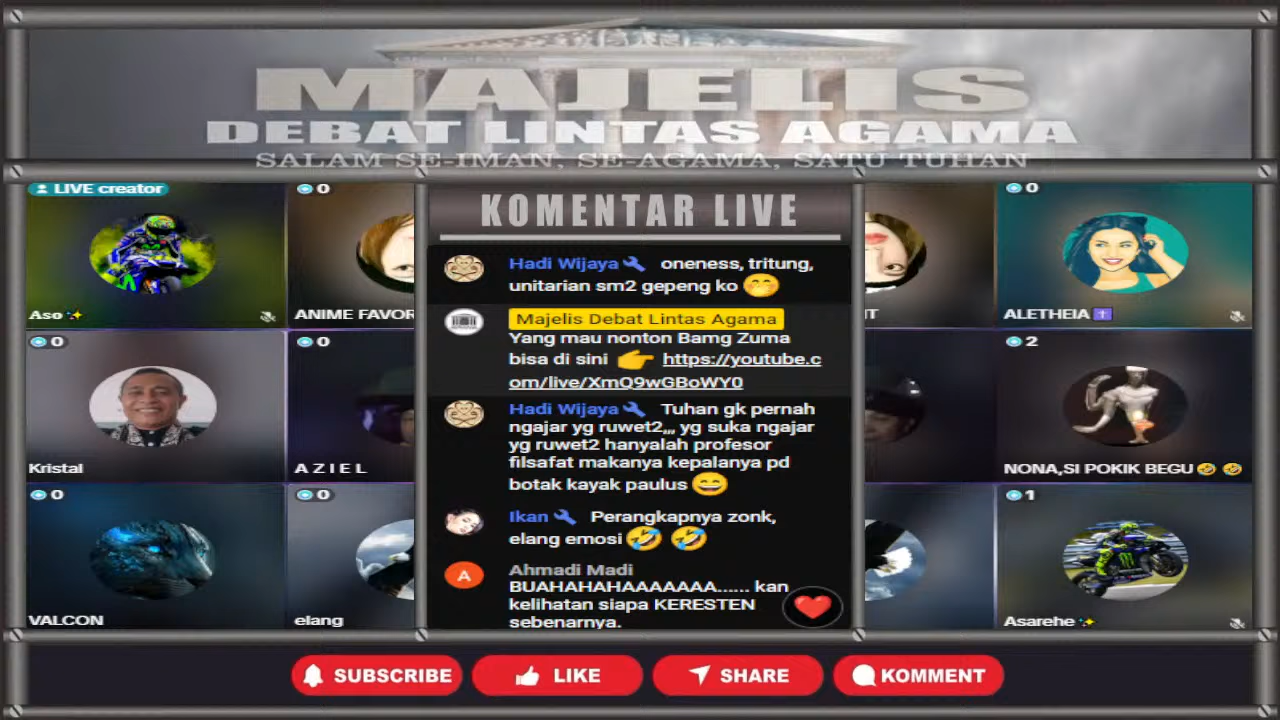 MAJELIS
DEBAT LINTAS AGAMA
SALAM SE-IMAN, SE-AGAMA, SATU TUHAN
LIVE creator
0
0
KOMENTAR LIVE
Hadi Wijaya oneness, tritung,
unitarian sm2 gepeng ko
Aso
ANIME FAVOR
T
ALETHEIA
Majelis Debat Lintas Agama
Yang mau nonton Bamg Zuma
bisa di sini https://youtube.c
om/live/XmQ9wGBoWY0
0
0
2
Hadi Wijaya Tuhan gk pernah
ngajar yg ruwet2,,, yg suka ngajar
yg ruwet2 hanyalah profesor
filsafat makanya kepalanya pd
botak kayak paulus
Kristal
A Z I E L
NONA,SI POKIK BEGU
0
0
1
Ikan Perangkapnya zonk,
elang emosi
A
Ahmadi Madi
BUAHAHAHAAAAAAA...... kan
kelihatan siapa KERESTEN
sebenarnya.
VALCON
elang
Asarehe
SUBSCRIBE
LIKE
SHARE
KOMMENT